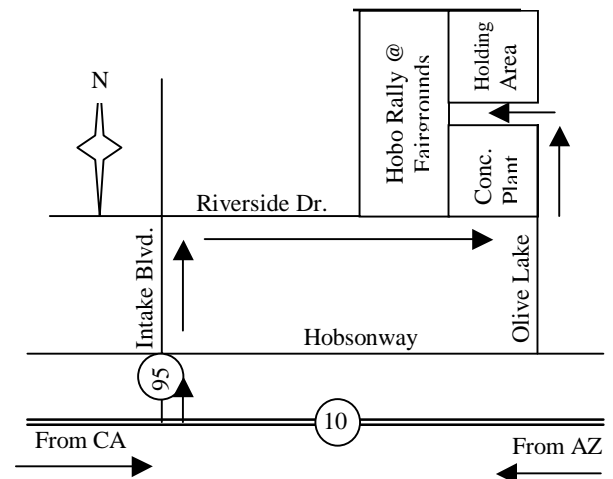 N
Hobo Rally @
Fairgrounds
Holding
Area
Conc.
Plant
Riverside Dr.
Intake Blvd.
Olive Lake
Hobsonway
95
10
From CA
From AZ